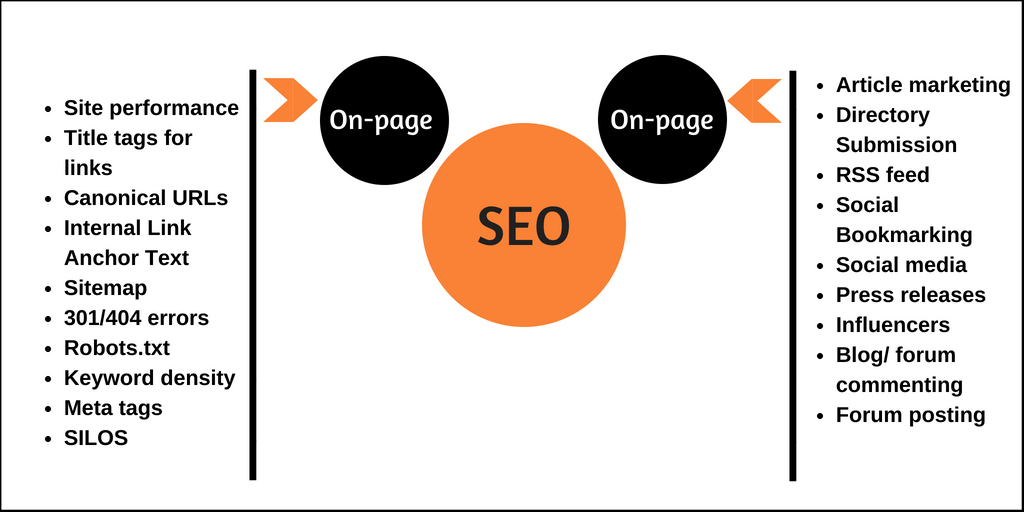 • Site performance
• Title tags for
links
• Canonical URLs
• Internal Link
Anchor Text
• Sitemap
• 301/404 errors
• Robots.txt
• Keyword density
• Meta tags
• SILOS
On-page
SEO
On-page
• Article marketing
• Directory
Submission
• RSS feed
• Social
Bookmarking
• Social media
• Press releases
• Influencers
• Blog/ forum
commenting
• Forum posting